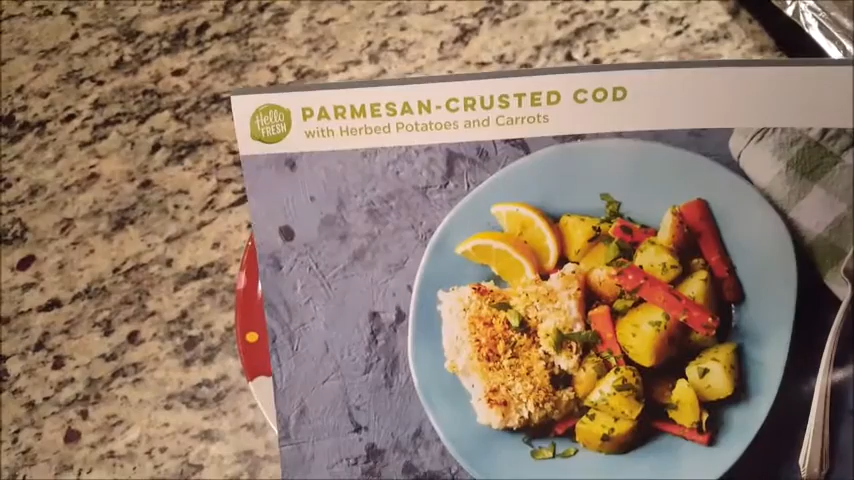 Hello
FRESH
PARMESAN-CRUSTED COD
with Herbed Potatoes and Carrots